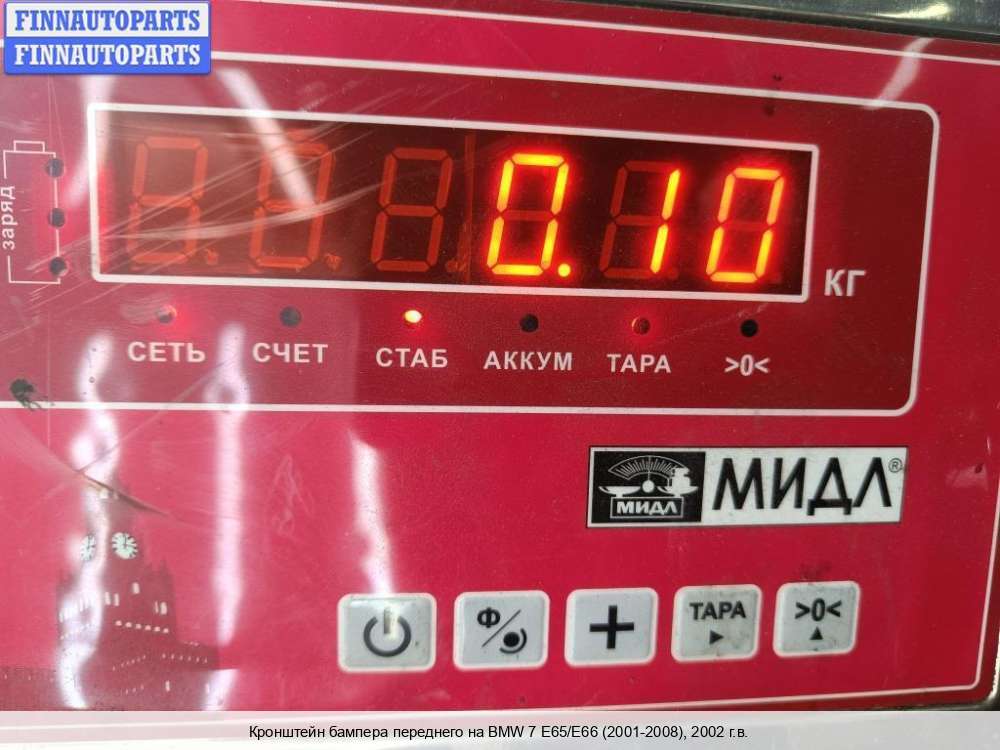 FINNAUTOPARTS
FINNAUTOPARTS
заряд
0.10
КГ
СЕТЬ СЧЕТ СТАБ АККУМ ТАРА >0<
МИДЛ МИДЛ®
Ф ТАРА >0<
Кронштейн бампера переднего на BMW 7 E65/E66 (2001-2008), 2002 г.в.